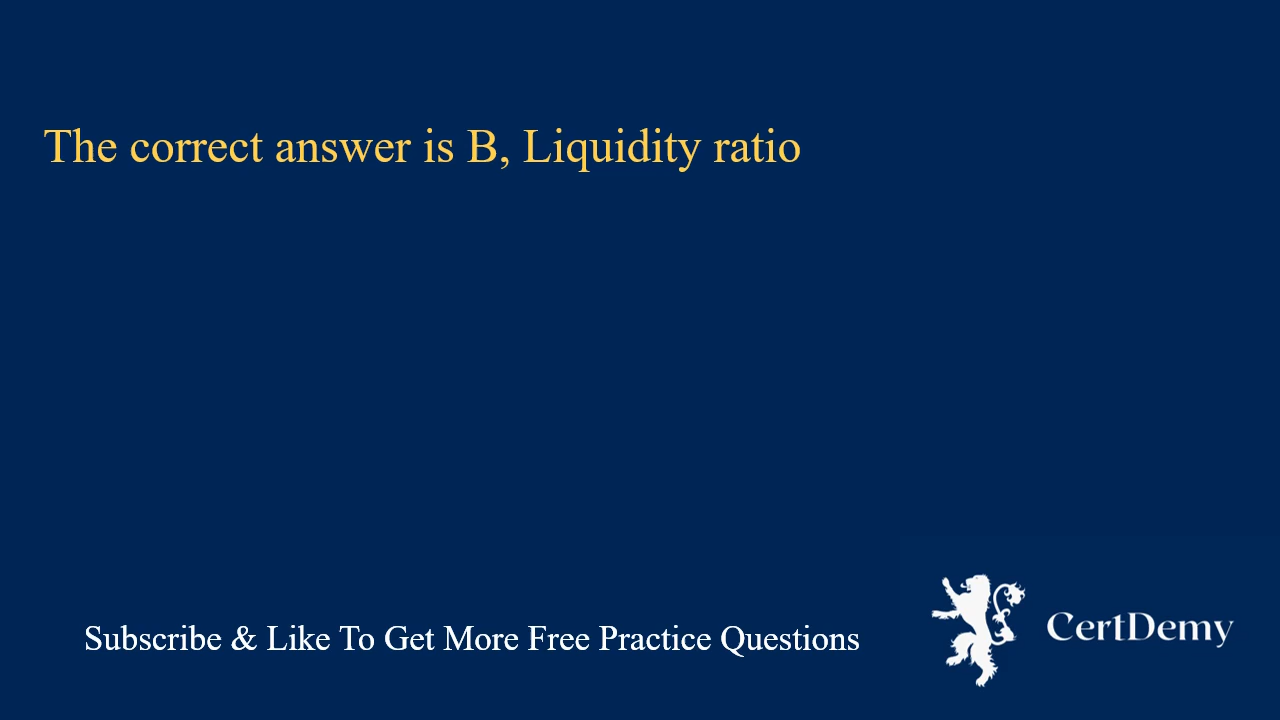 The correct answer is B, Liquidity ratio
Subscribe & Like To Get More Free Practice Questions
CertDemy